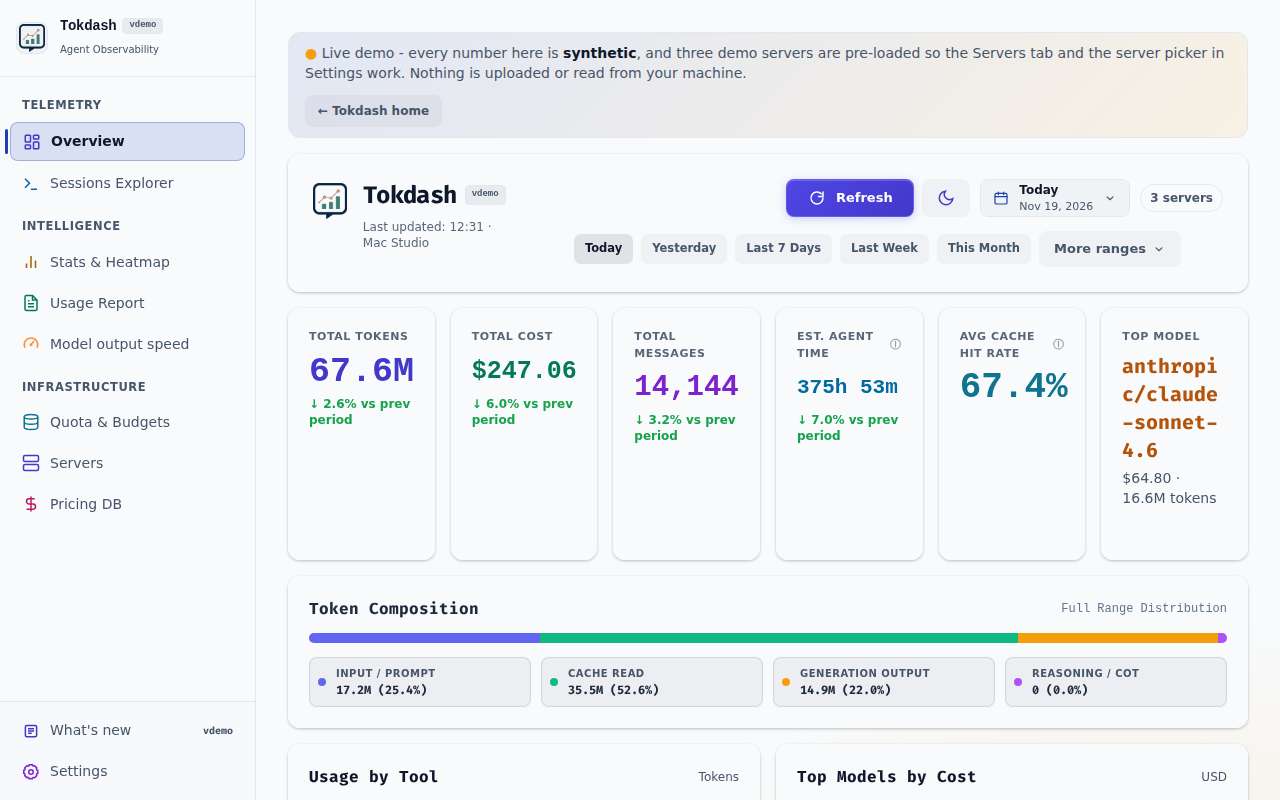 Tokdash vdemo
Agent Observability
TELEMETRY
Overview
Sessions Explorer
INTELLIGENCE
Stats & Heatmap
Usage Report
Model output speed
INFRASTRUCTURE
Quota & Budgets
Servers
Pricing DB
What's new vdemo
Settings
Live demo - every number here is synthetic, and three demo servers are pre-loaded so the Servers tab and the server picker in
Settings work. Nothing is uploaded or read from your machine.
← Tokdash home
Tokdash vdemo
Last updated: 12:31 ·
Mac Studio
Refresh
Today
Nov 19, 2026
3 servers
Today Yesterday Last 7 Days Last Week This Month More ranges
TOTAL TOKENS
67.6M
↓ 2.6% vs prev
period
TOTAL COST
$247.06
↓ 6.0% vs prev
period
TOTAL
MESSAGES
14,144
↓ 3.2% vs prev
period
EST. AGENT
TIME
375h 53m
↓ 7.0% vs prev
period
AVG CACHE
HIT RATE
67.4%
TOP MODEL
anthropi
c/claude
-sonnet-
4.6
$64.80 ·
16.6M tokens
Token Composition
Full Range Distribution
INPUT / PROMPT
17.2M (25.4%)
CACHE READ
35.5M (52.6%)
GENERATION OUTPUT
14.9M (22.0%)
REASONING / COT
0 (0.0%)
Usage by Tool
Tokens
Top Models by Cost
USD